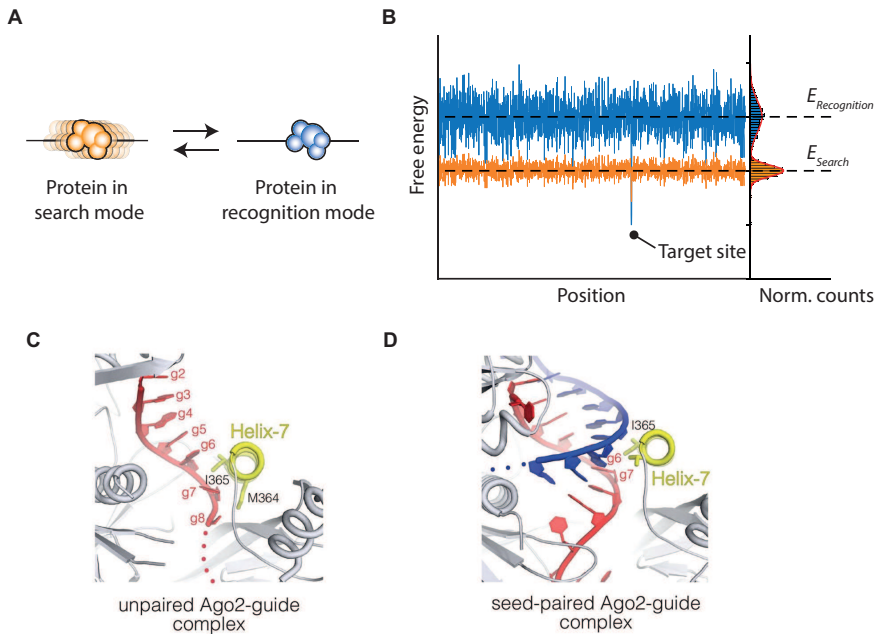 A
Protein in
search mode
Protein in
recognition mode
B
Free energy
E Recognition
E Search
Target site
Position
Norm. counts
C
g2
g3
g4
g5
g6
Helix-7
I365
g7
M364
g8
unpaired Ago2-guide
complex
D
I365
g6
Helix-7
g7
seed-paired Ago2-guide
complex